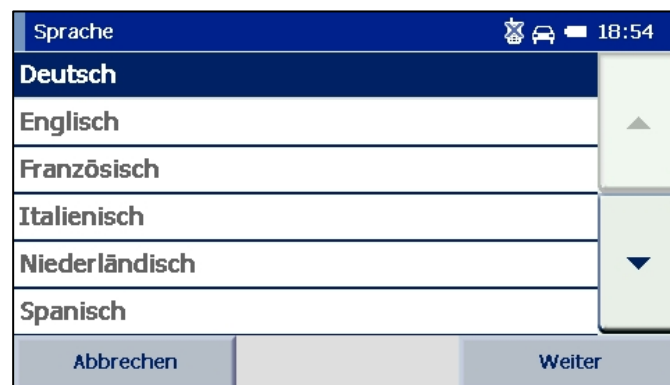 Sprache 18:54
Deutsch
Englisch
Französisch
Italienisch
Niederländisch
Spanisch
Abbrechen Weiter